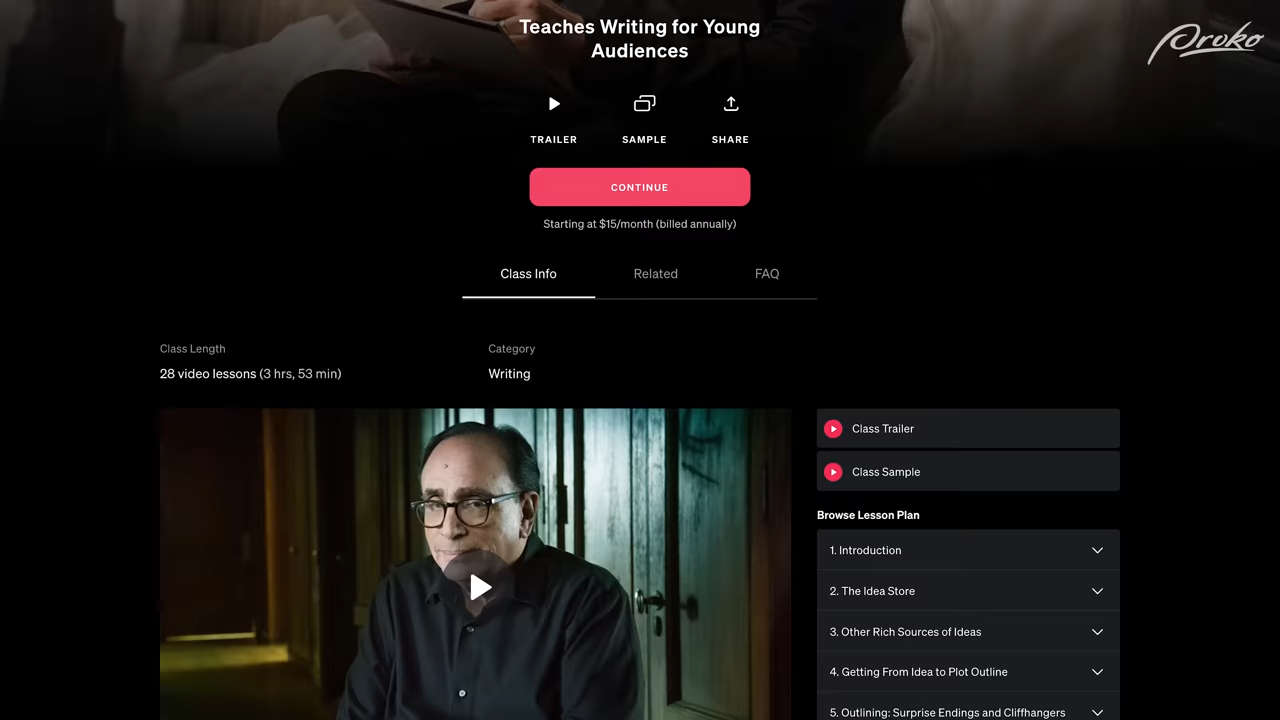 Teaches Writing for Young
Audiences
Proko
TRAILER
SAMPLE
SHARE
CONTINUE
Starting at $15/month (billed annually)
Class Info
Related
FAQ
Class Length
Category
28 video lessons (3 hrs, 53 min)
Writing
Class Trailer
Class Sample
Browse Lesson Plan
1. Introduction
2. The Idea Store
3. Other Rich Sources of Ideas
4. Getting From Idea to Plot Outline
5. Outlining: Surprise Endings and Cliffhangers